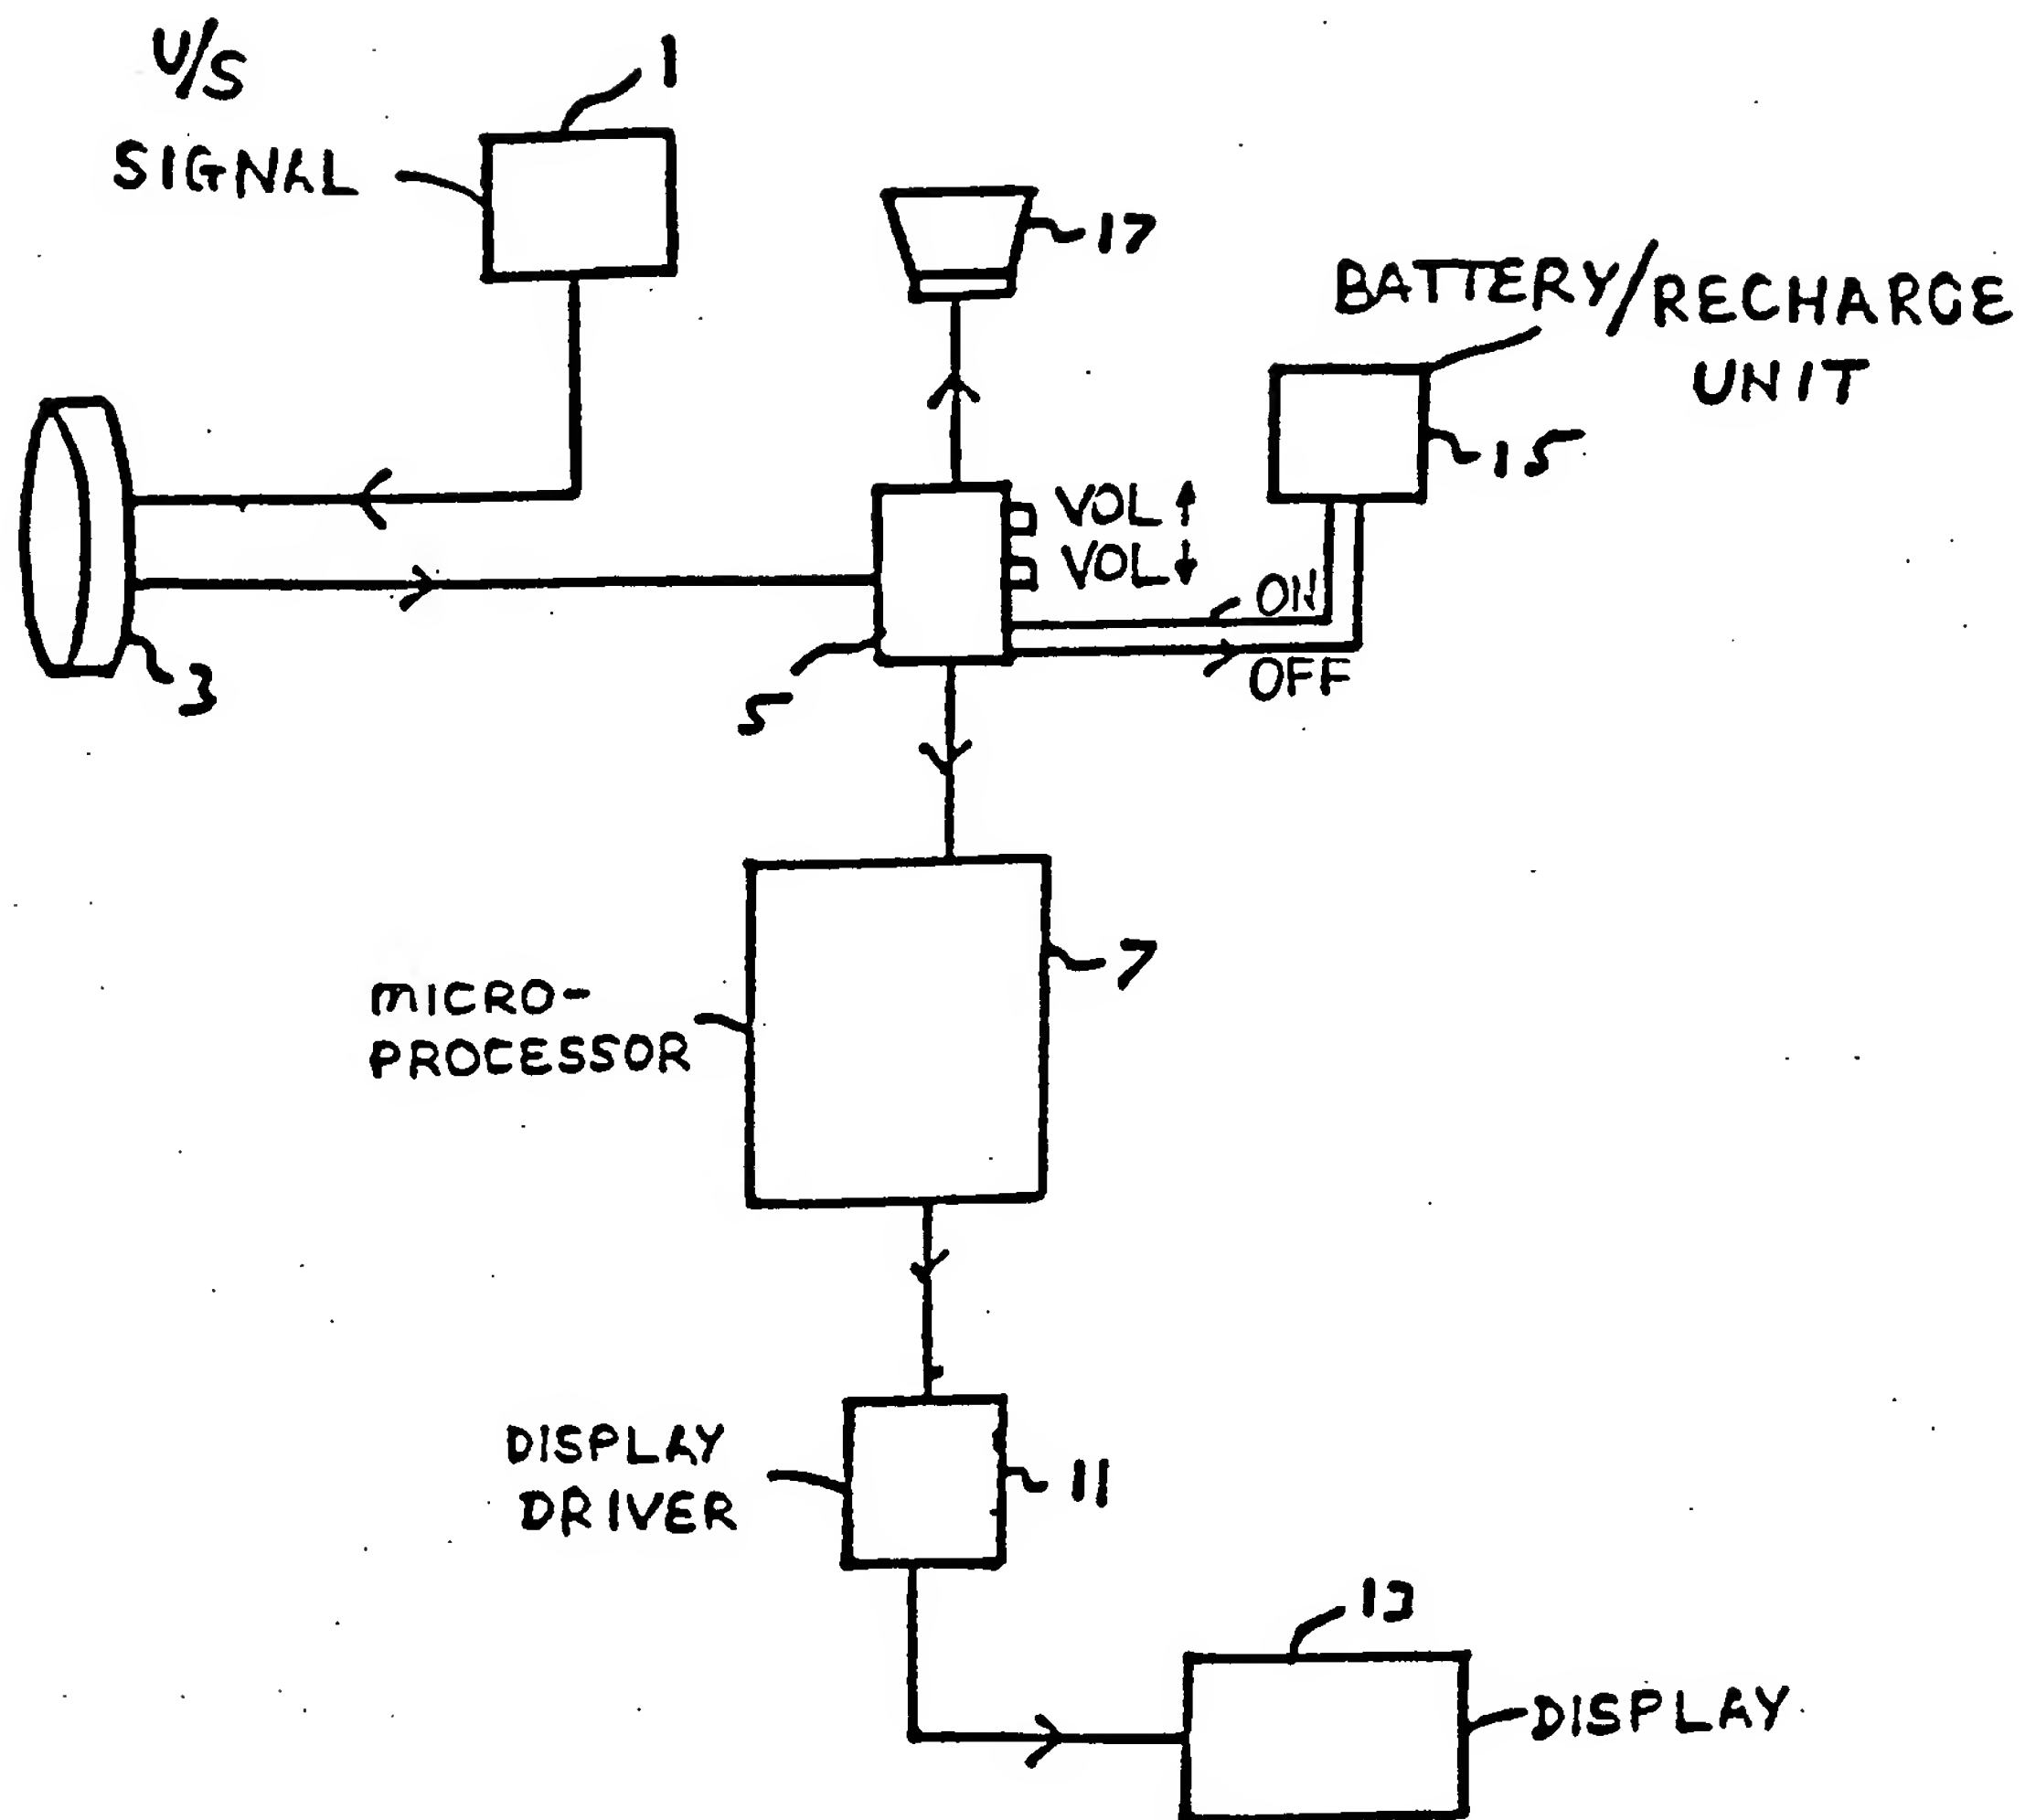 U/S
SIGNAL
1
17
BATTERY/RECHARGE
UNIT
15
VOL ↑
VOL ↓
ON
OFF
3
5
MICRO-
PROCESSOR
7
DISPLAY
DRIVER
11
13
DISPLAY